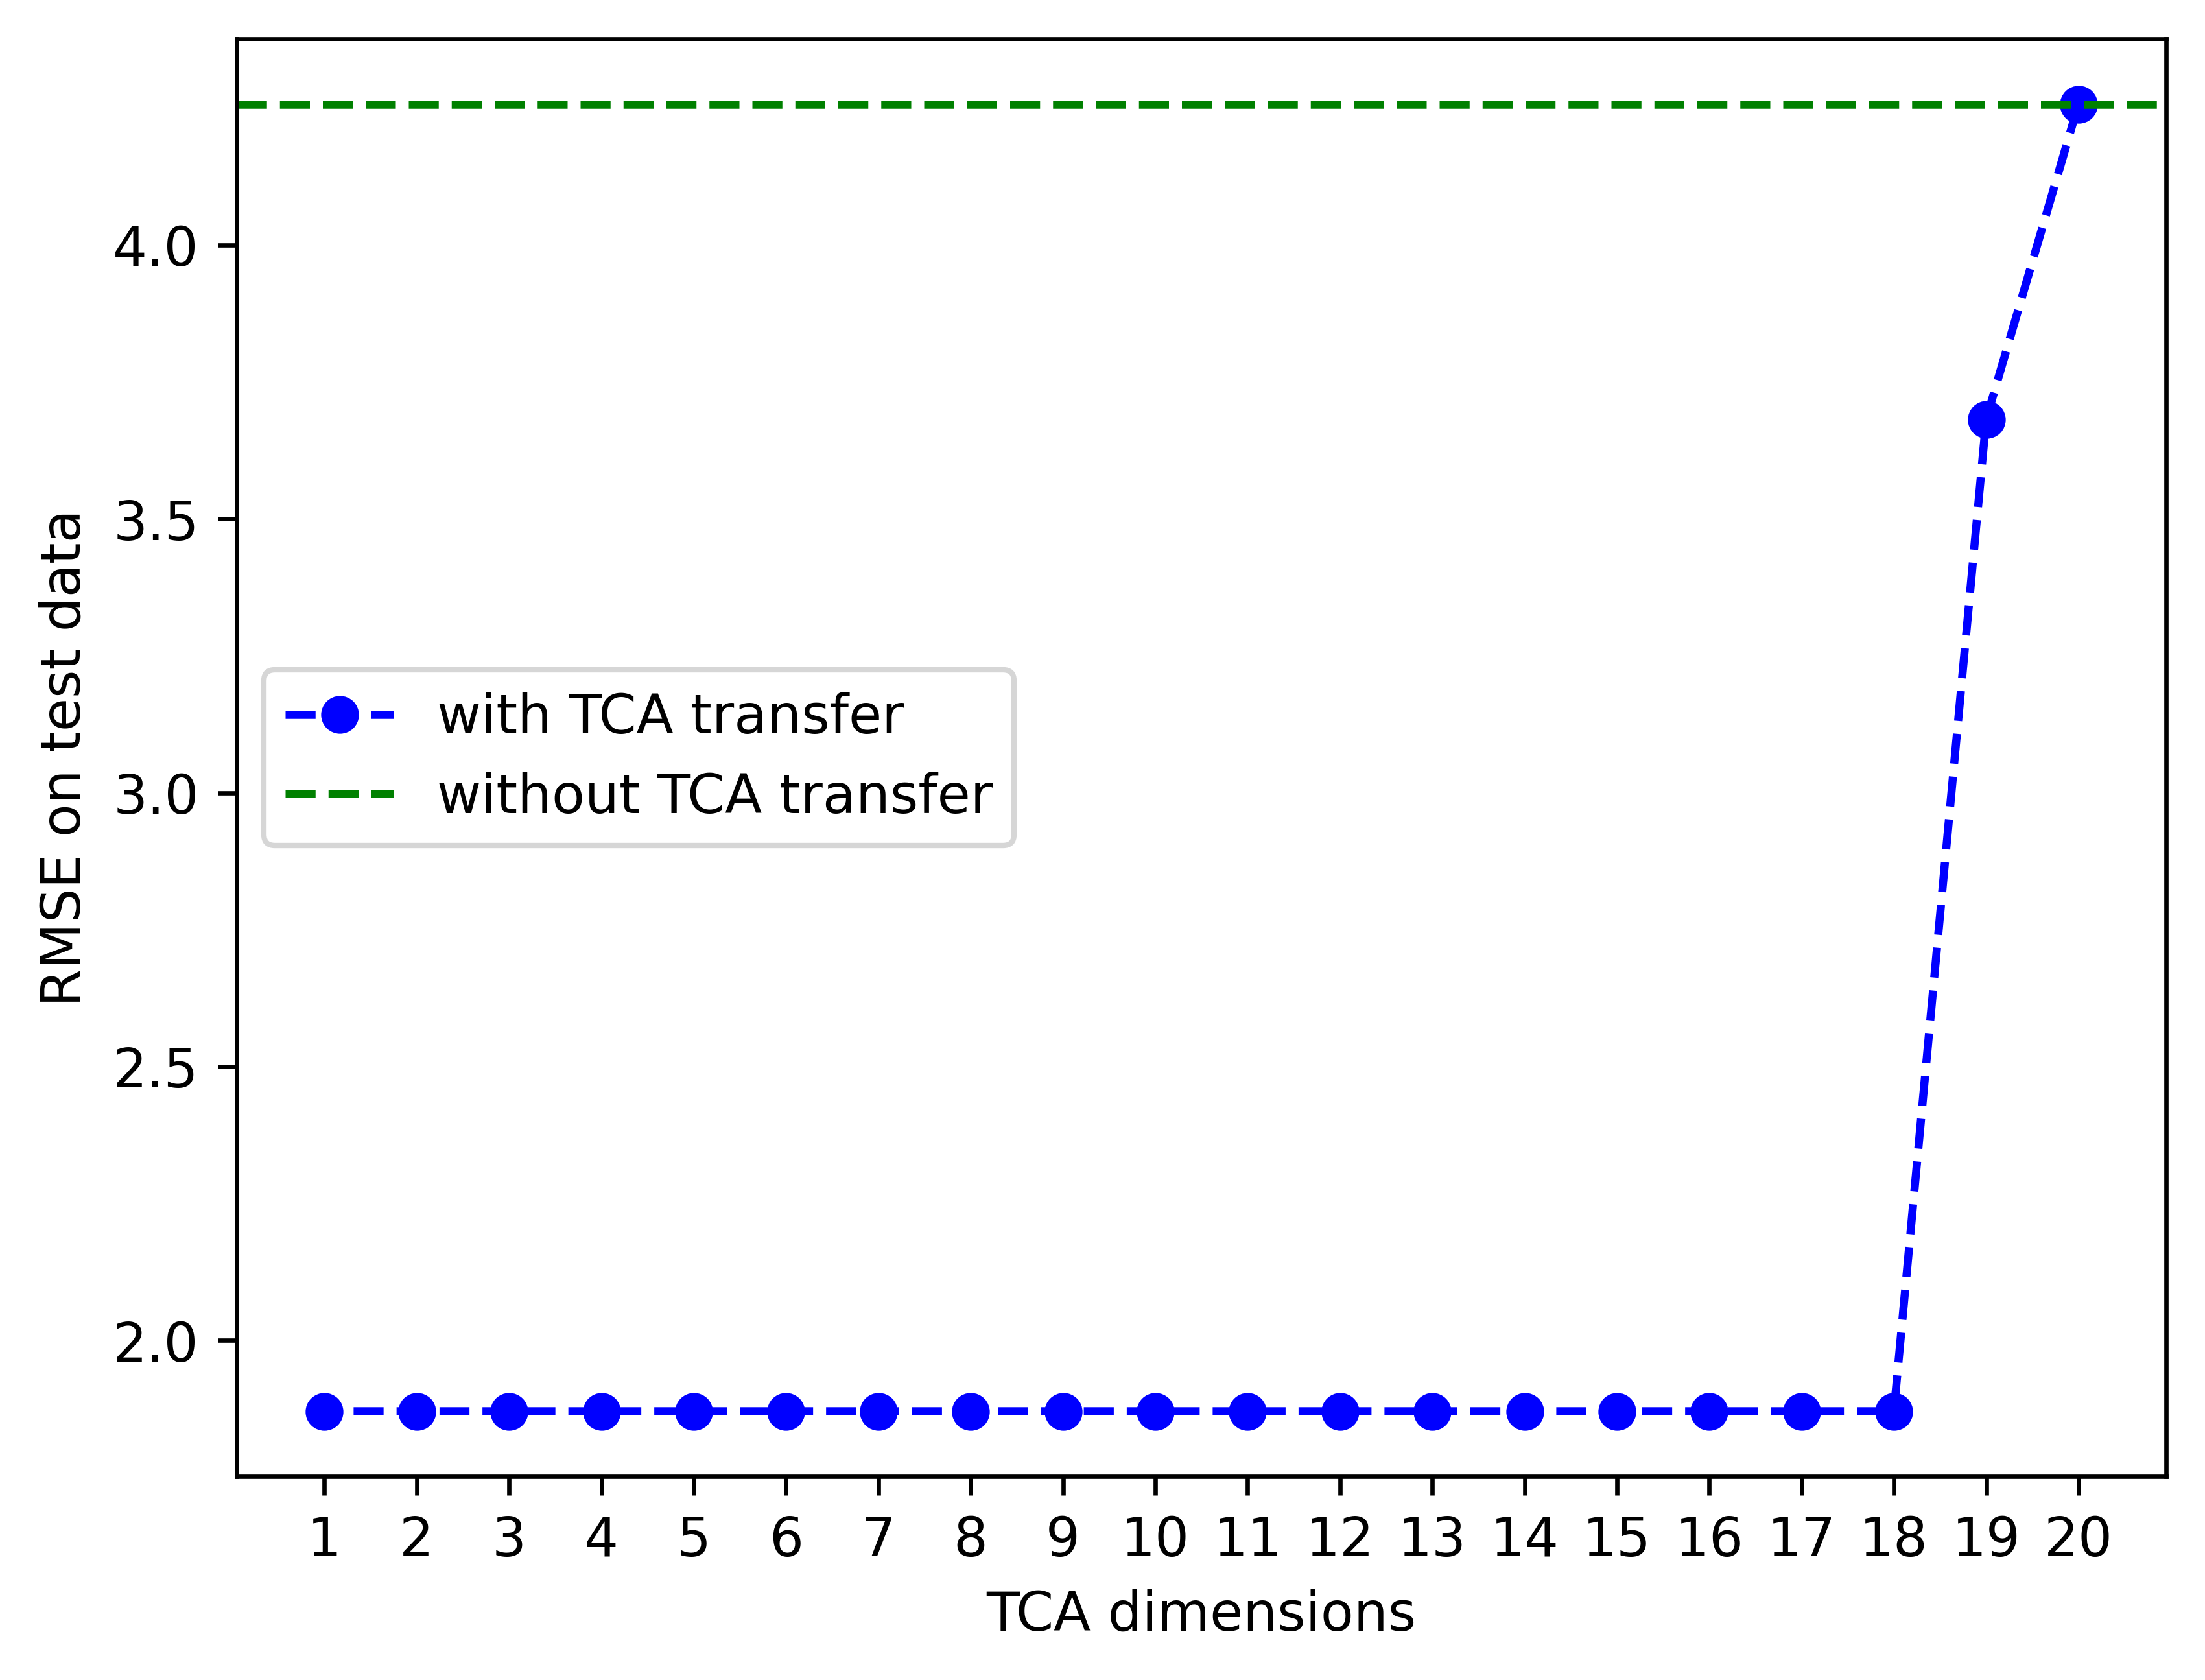 4.0
3.5
3.0
2.5
2.0
RMSE on test data
with TCA transfer
without TCA transfer
1 2 3 4 5 6 7 8 9 10 11 12 13 14 15 16 17 18 19 20
TCA dimensions